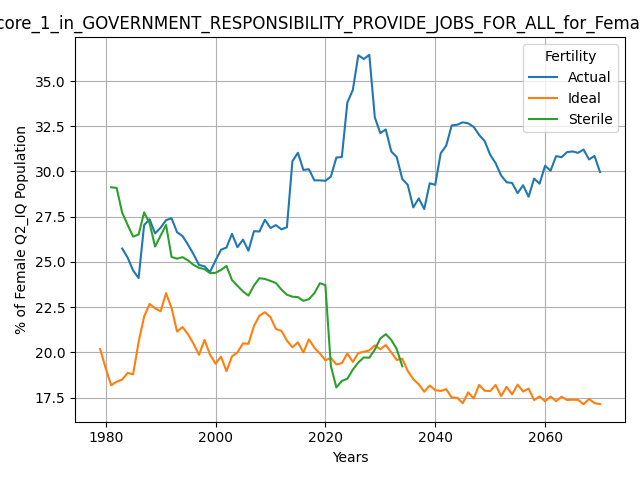 core_1_in_GOVERNMENT_RESPONSIBILITY_PROVIDE_JOBS_FOR_ALL_for_Fema
Fertility
Actual
Ideal
Sterile
% of Female Q2_IQ Population
35.0
32.5
30.0
27.5
25.0
22.5
20.0
17.5
1980
2000
2020
2040
2060
Years